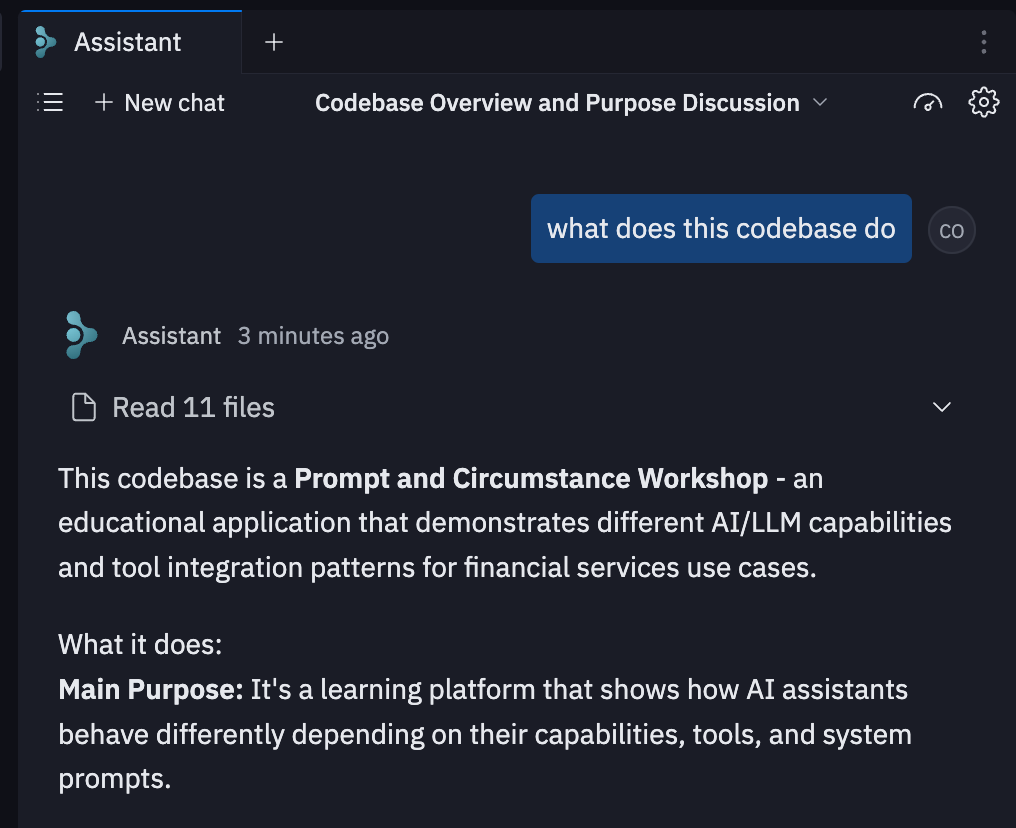 Assistant
New chat
Codebase Overview and Purpose Discussion
what does this codebase do
CO
Assistant 3 minutes ago
Read 11 files
This codebase is a Prompt and Circumstance Workshop - an
educational application that demonstrates different AI/LLM capabilities
and tool integration patterns for financial services use cases.
What it does:
Main Purpose: It's a learning platform that shows how AI assistants
behave differently depending on their capabilities, tools, and system
prompts.